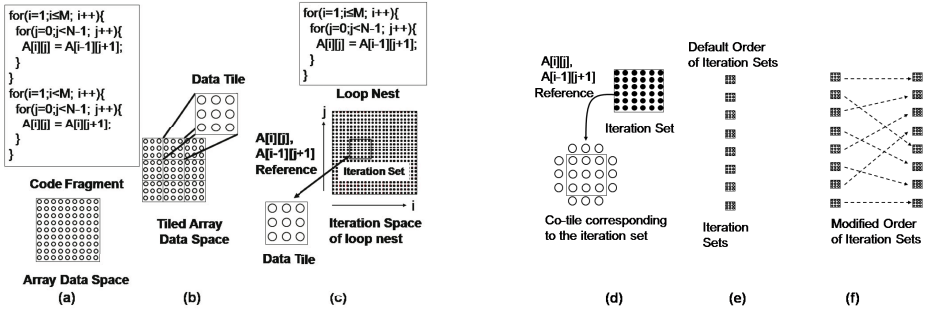 for(i=1;i≤M; i++){
for(j=0;j<N-1; j++){
A[i][j] = A[i-1][j+1];
}
}
for(i=1;i<M; i++){
for(j=0;j<N-1; j++){
A[i][j] = A[i][j+1];
}
}
Code Fragment
Array Data Space
(a)
Data Tile
Tiled Array
Data Space
(b)
for(i=1;i≤M; i++){
for(j=0;j<N-1; j++){
A[i][j] = A[i-1][j+1];
}
}
Loop Nest
j
A[i][j],
A[i-1][j+1]
Reference
Iteration Set
i
Iteration Space
of loop nest
Data Tile
(c)
A[i][j],
A[i-1][j+1]
Reference
Iteration Set
Co-tile corresponding
to the iteration set
(d)
Default Order
of Iteration Sets
Iteration
Sets
(e)
Modified Order
of Iteration Sets
(f)